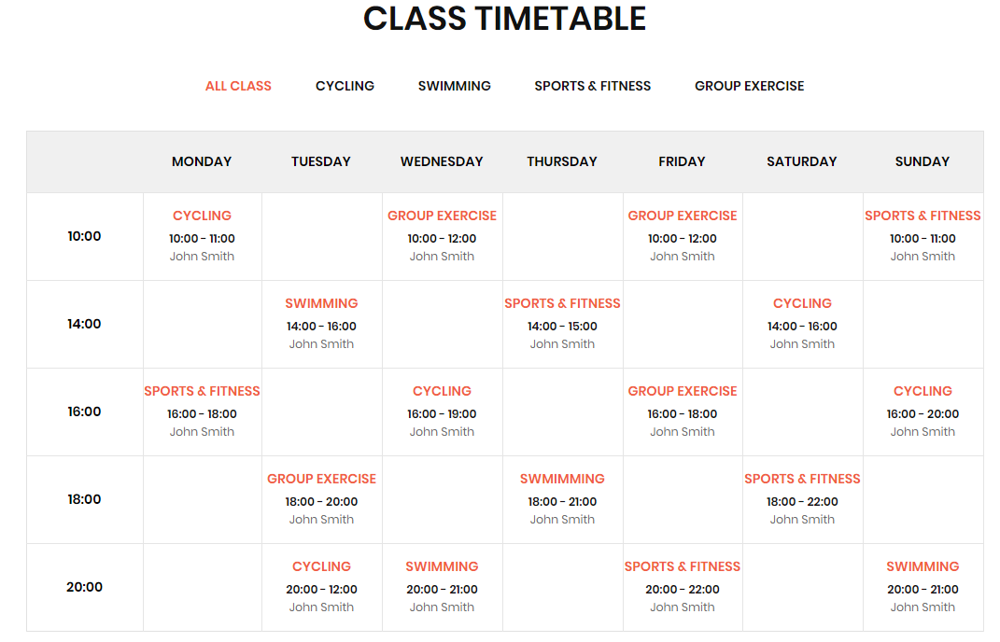 CLASS TIMETABLE
ALL CLASS CYCLING SWIMMING SPORTS & FITNESS GROUP EXERCISE
MONDAY TUESDAY WEDNESDAY THURSDAY FRIDAY SATURDAY SUNDAY
10:00
CYCLING GROUP EXERCISE GROUP EXERCISE SPORTS & FITNESS
10:00 - 11:00 10:00 - 12:00 10:00 - 12:00 10:00 - 11:00
John Smith John Smith John Smith John Smith
14:00
SWIMMING SPORTS & FITNESS CYCLING
14:00 - 16:00 14:00 - 15:00 14:00 - 16:00
John Smith John Smith John Smith
16:00
SPORTS & FITNESS CYCLING GROUP EXERCISE CYCLING
16:00 - 18:00 16:00 - 19:00 16:00 - 18:00 16:00 - 20:00
John Smith John Smith John Smith John Smith
18:00
GROUP EXERCISE SWMIMMING SPORTS & FITNESS
18:00 - 20:00 18:00 - 21:00 18:00 - 22:00
John Smith John Smith John Smith
20:00
CYCLING SWIMMING SPORTS & FITNESS SWIMMING
20:00 - 12:00 20:00 - 21:00 20:00 - 22:00 20:00 - 21:00
John Smith John Smith John Smith John Smith